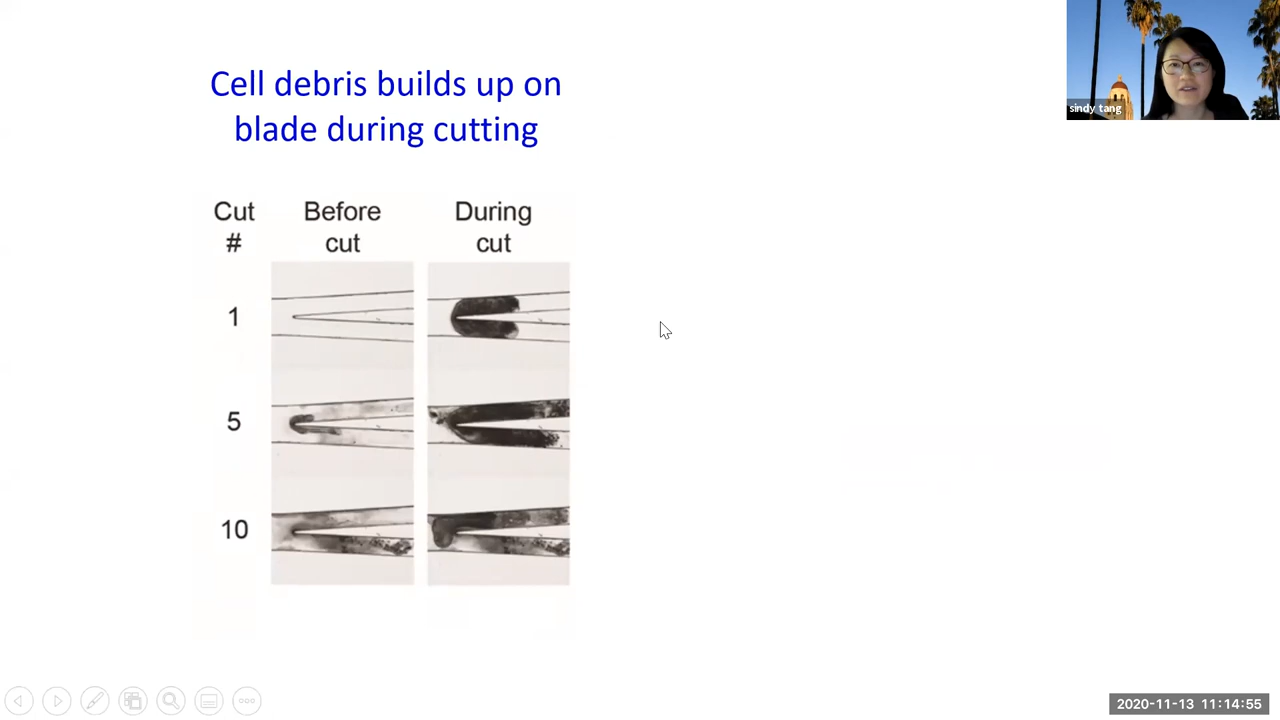 Cell debris builds up on
blade during cutting
sindy tang
Cut
#
Before
cut
During
cut
1
5
10
2020-11-13 11:14:55